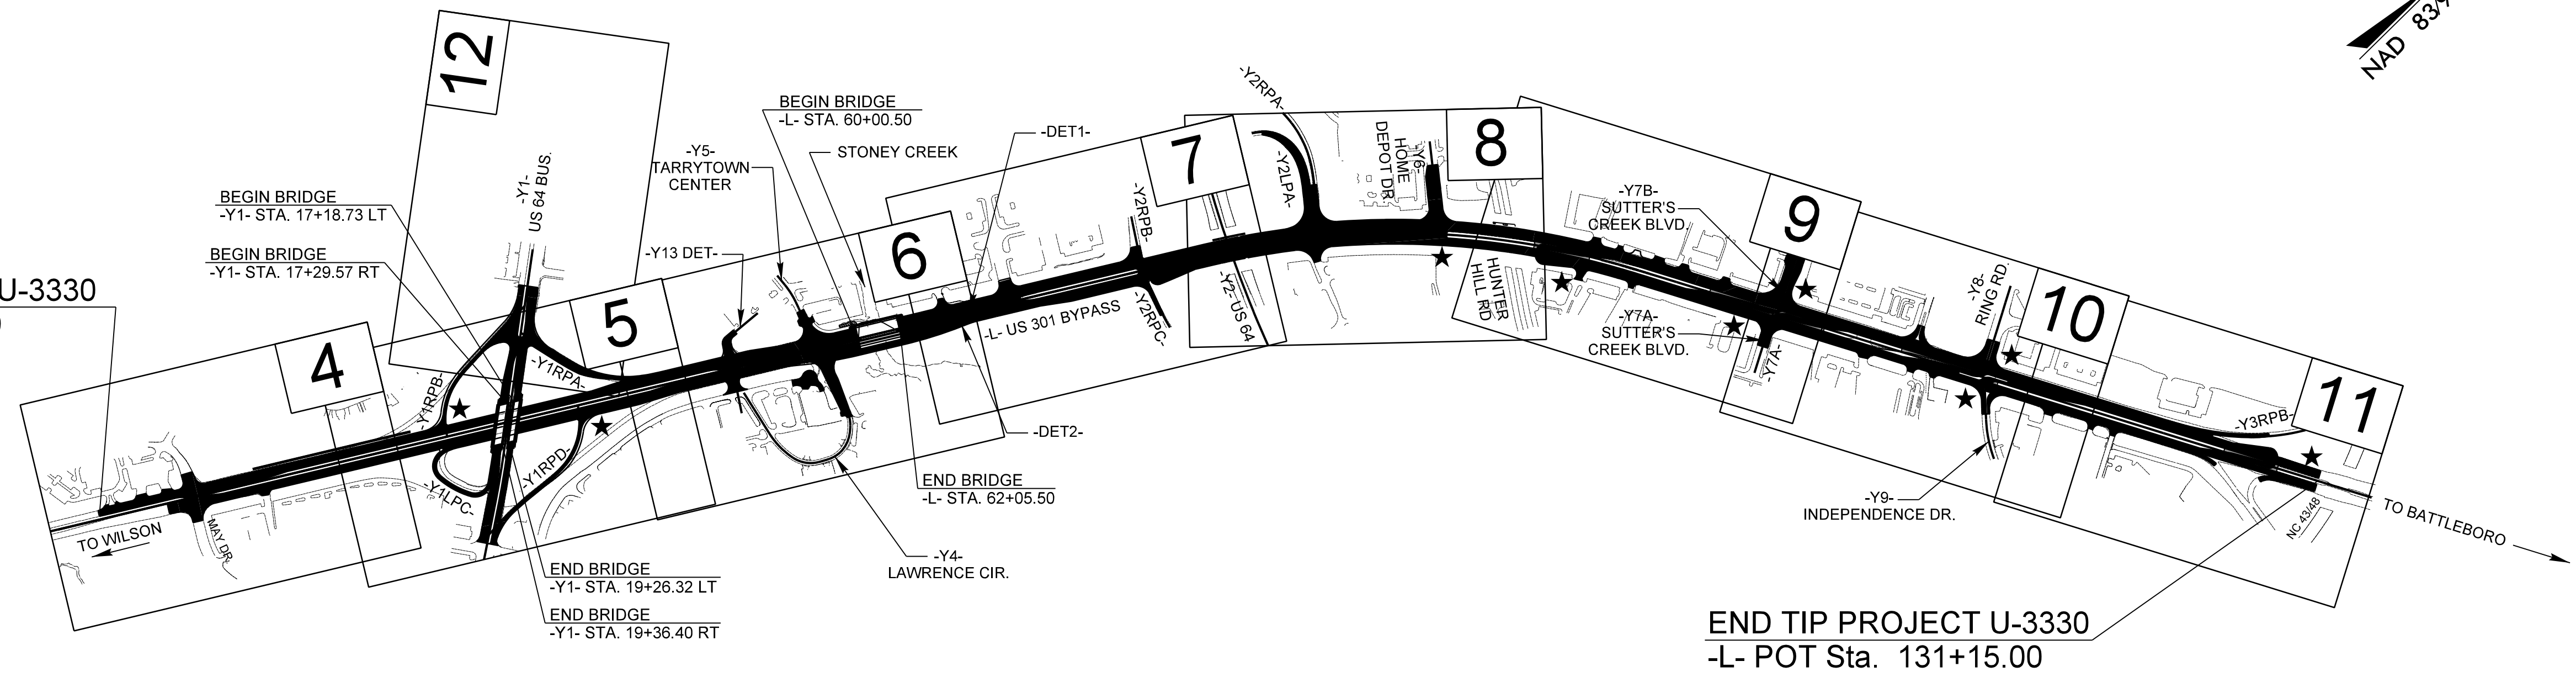 12
NAD 83/9
BEGIN BRIDGE
-L- STA. 60+00.50
-Y2RPA-
-DET1-
-Y5-
TARRYTOWN
CENTER
STONEY CREEK
7
-Y2LPA-
HOME
DEPOT DR.
-Y6-
8
-Y1-
US 64 BUS.
BEGIN BRIDGE
-Y1- STA. 17+18.73 LT
BEGIN BRIDGE
-Y1- STA. 17+29.57 RT
-Y13 DET-
6
-Y2RPB-
-Y7B-
SUTTER'S
CREEK BLVD.
9
U-3330
5
-L- US 301 BYPASS
-Y2RPC-
-Y2- US 64
HUNTER
HILL RD
-Y7A-
SUTTER'S
CREEK BLVD.
-Y7A-
-Y8-
RING RD.
10
4
-Y1RPB-
-Y1RPA-
11
-Y3RPB-
-Y1LPC-
-Y1RPD-
-DET2-
END BRIDGE
-L- STA. 62+05.50
TO WILSON
MAY DR.
-Y9-
INDEPENDENCE DR.
NC 43/48
TO BATTLEBORO
-Y4-
LAWRENCE CIR.
END BRIDGE
-Y1- STA. 19+26.32 LT
END BRIDGE
-Y1- STA. 19+36.40 RT
END TIP PROJECT U-3330
-L- POT Sta. 131+15.00